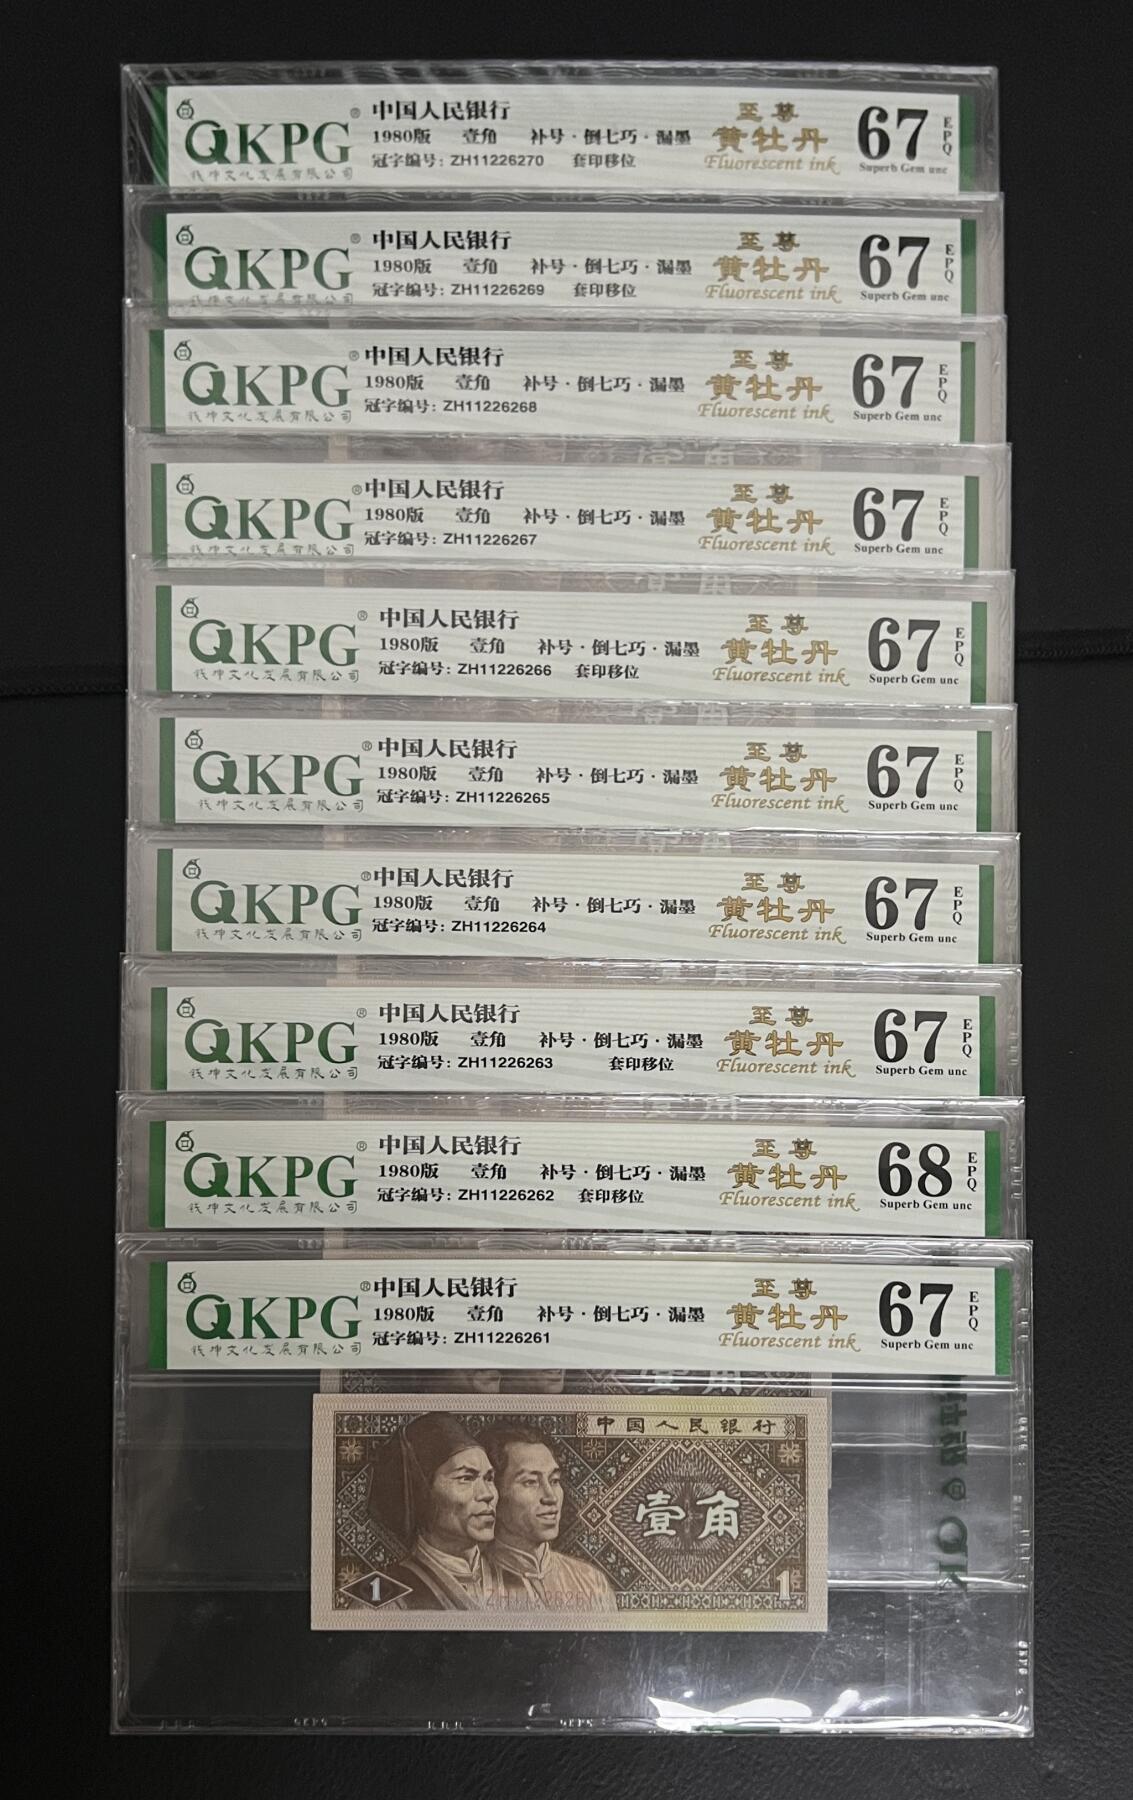 QKPG®
钱坤文化发展有限公司
中国人民银行
1980版 壹角 补号·倒七巧·漏墨
冠字编号: ZH11226270 套印移位
至尊
黄牡丹
Fluorescent ink
67 EPQ
Superb Gem unc
QKPG®
钱坤文化发展有限公司
中国人民银行
1980版 壹角 补号·倒七巧·漏墨
冠字编号: ZH11226269 套印移位
至尊
黄牡丹
Fluorescent ink
67 EPQ
Superb Gem unc
QKPG®
钱坤文化发展有限公司
中国人民银行
1980版 壹角 补号·倒七巧·漏墨
冠字编号: ZH11226268
至尊
黄牡丹
Fluorescent ink
67 EPQ
Superb Gem unc
壹角
QKPG®
钱坤文化发展有限公司
中国人民银行
1980版 壹角 补号·倒七巧·漏墨
冠字编号: ZH11226267
至尊
黄牡丹
Fluorescent ink
67 EPQ
Superb Gem unc
壹角
QKPG®
钱坤文化发展有限公司
中国人民银行
1980版 壹角 补号·倒七巧·漏墨
冠字编号: ZH11226266 套印移位
至尊
黄牡丹
Fluorescent ink
67 EPQ
Superb Gem unc
壹角
QKPG®
钱坤文化发展有限公司
中国人民银行
1980版 壹角 补号·倒七巧·漏墨
冠字编号: ZH11226265
至尊
黄牡丹
Fluorescent ink
67 EPQ
Superb Gem unc
QKPG®
钱坤文化发展有限公司
中国人民银行
1980版 壹角 补号·倒七巧·漏墨
冠字编号: ZH11226264
至尊
黄牡丹
Fluorescent ink
67 EPQ
Superb Gem unc
QKPG®
钱坤文化发展有限公司
中国人民银行
1980版 壹角 补号·倒七巧·漏墨
冠字编号: ZH11226263 套印移位
至尊
黄牡丹
Fluorescent ink
67 EPQ
Superb Gem unc
壹角
QKPG®
钱坤文化发展有限公司
中国人民银行
1980版 壹角 补号·倒七巧·漏墨
冠字编号: ZH11226262 套印移位
至尊
黄牡丹
Fluorescent ink
68 EPQ
Superb Gem unc
QKPG®
钱坤文化发展有限公司
中国人民银行
1980版 壹角 补号·倒七巧·漏墨
冠字编号: ZH11226261
至尊
黄牡丹
Fluorescent ink
67 EPQ
Superb Gem unc
壹角
中国人民银行
壹角
1
ZH11226261
1